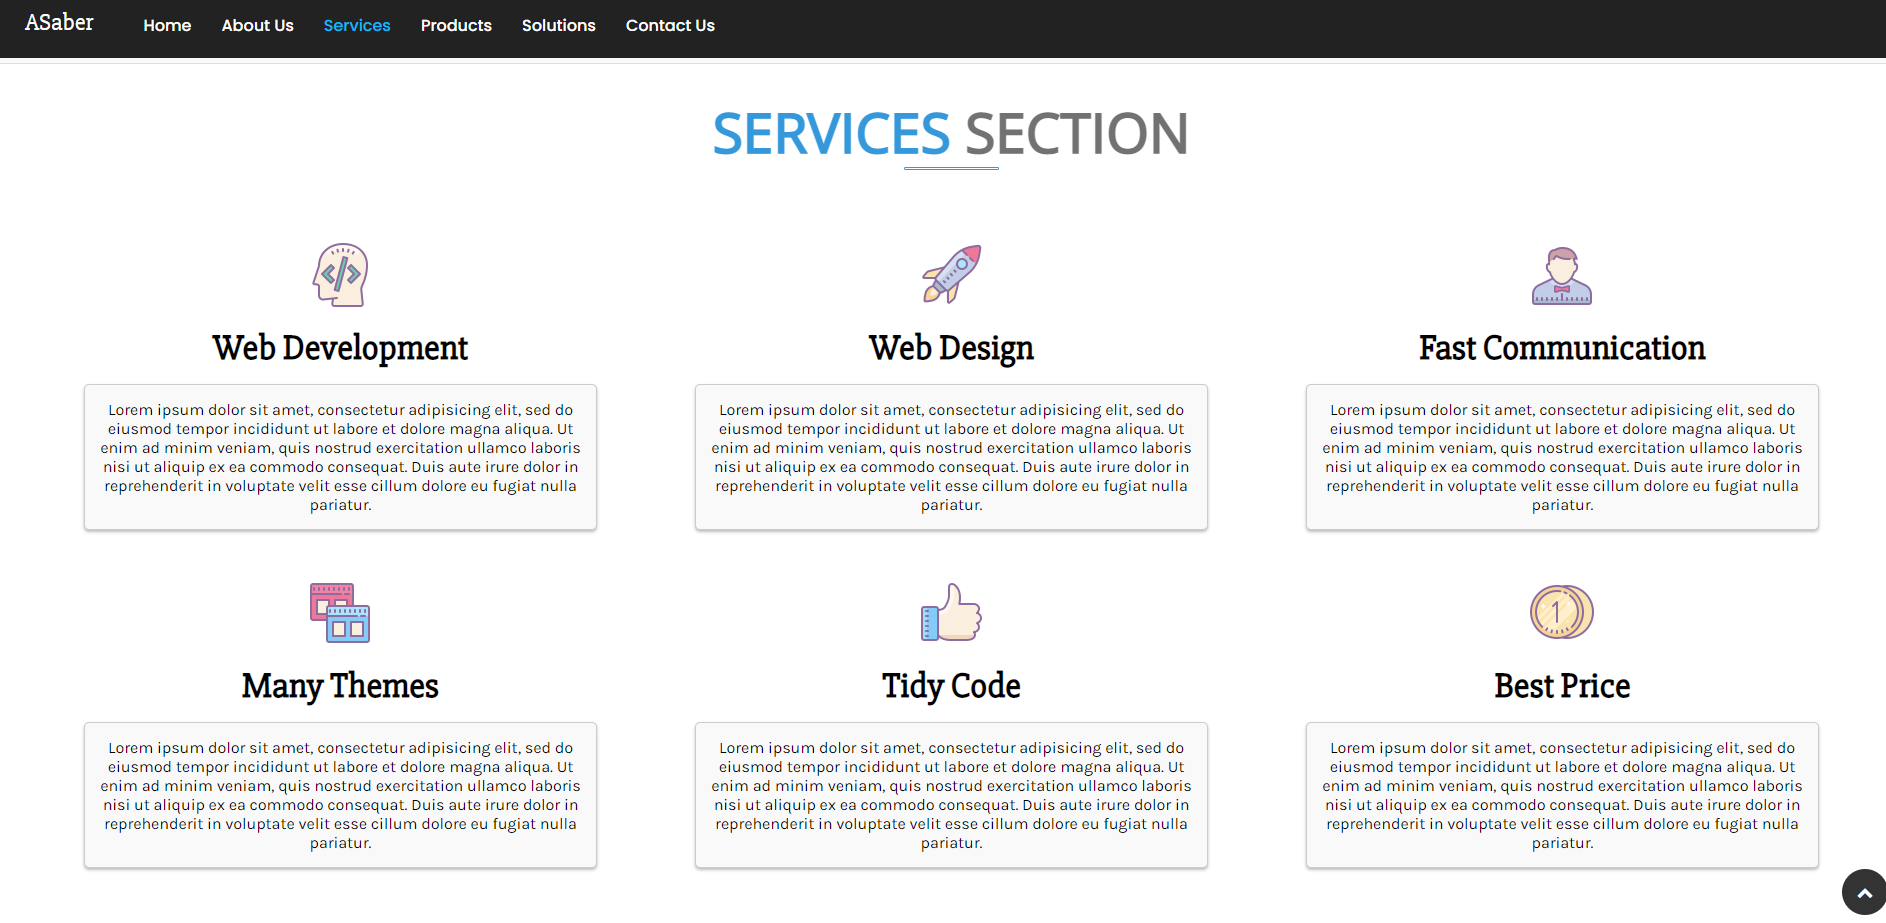 ASaber
Home About Us Services Products Solutions Contact Us
SERVICES SECTION
Web Development
Lorem ipsum dolor sit amet, consectetur adipisicing elit, sed do
eiusmod tempor incididunt ut labore et dolore magna aliqua. Ut
enim ad minim veniam, quis nostrud exercitation ullamco laboris
nisi ut aliquip ex ea commodo consequat. Duis aute irure dolor in
reprehenderit in voluptate velit esse cillum dolore eu fugiat nulla
pariatur.
Web Design
Lorem ipsum dolor sit amet, consectetur adipisicing elit, sed do
eiusmod tempor incididunt ut labore et dolore magna aliqua. Ut
enim ad minim veniam, quis nostrud exercitation ullamco laboris
nisi ut aliquip ex ea commodo consequat. Duis aute irure dolor in
reprehenderit in voluptate velit esse cillum dolore eu fugiat nulla
pariatur.
Fast Communication
Lorem ipsum dolor sit amet, consectetur adipisicing elit, sed do
eiusmod tempor incididunt ut labore et dolore magna aliqua. Ut
enim ad minim veniam, quis nostrud exercitation ullamco laboris
nisi ut aliquip ex ea commodo consequat. Duis aute irure dolor in
reprehenderit in voluptate velit esse cillum dolore eu fugiat nulla
pariatur.
Many Themes
Lorem ipsum dolor sit amet, consectetur adipisicing elit, sed do
eiusmod tempor incididunt ut labore et dolore magna aliqua. Ut
enim ad minim veniam, quis nostrud exercitation ullamco laboris
nisi ut aliquip ex ea commodo consequat. Duis aute irure dolor in
reprehenderit in voluptate velit esse cillum dolore eu fugiat nulla
pariatur.
Tidy Code
Lorem ipsum dolor sit amet, consectetur adipisicing elit, sed do
eiusmod tempor incididunt ut labore et dolore magna aliqua. Ut
enim ad minim veniam, quis nostrud exercitation ullamco laboris
nisi ut aliquip ex ea commodo consequat. Duis aute irure dolor in
reprehenderit in voluptate velit esse cillum dolore eu fugiat nulla
pariatur.
1
Best Price
Lorem ipsum dolor sit amet, consectetur adipisicing elit, sed do
eiusmod tempor incididunt ut labore et dolore magna aliqua. Ut
enim ad minim veniam, quis nostrud exercitation ullamco laboris
nisi ut aliquip ex ea commodo consequat. Duis aute irure dolor in
reprehenderit in voluptate velit esse cillum dolore eu fugiat nulla
pariatur.